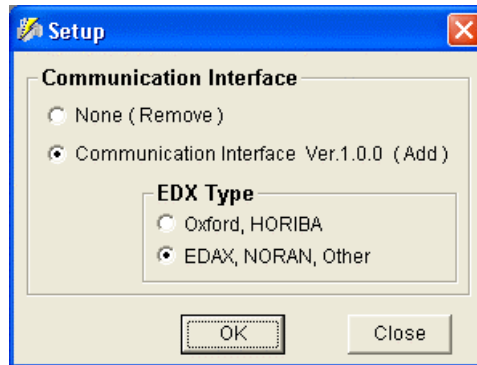 Setup
Communication Interface
None ( Remove )
Communication Interface Ver.1.0.0 ( Add )
EDX Type
Oxford, HORIBA
EDAX, NORAN, Other
OK Close